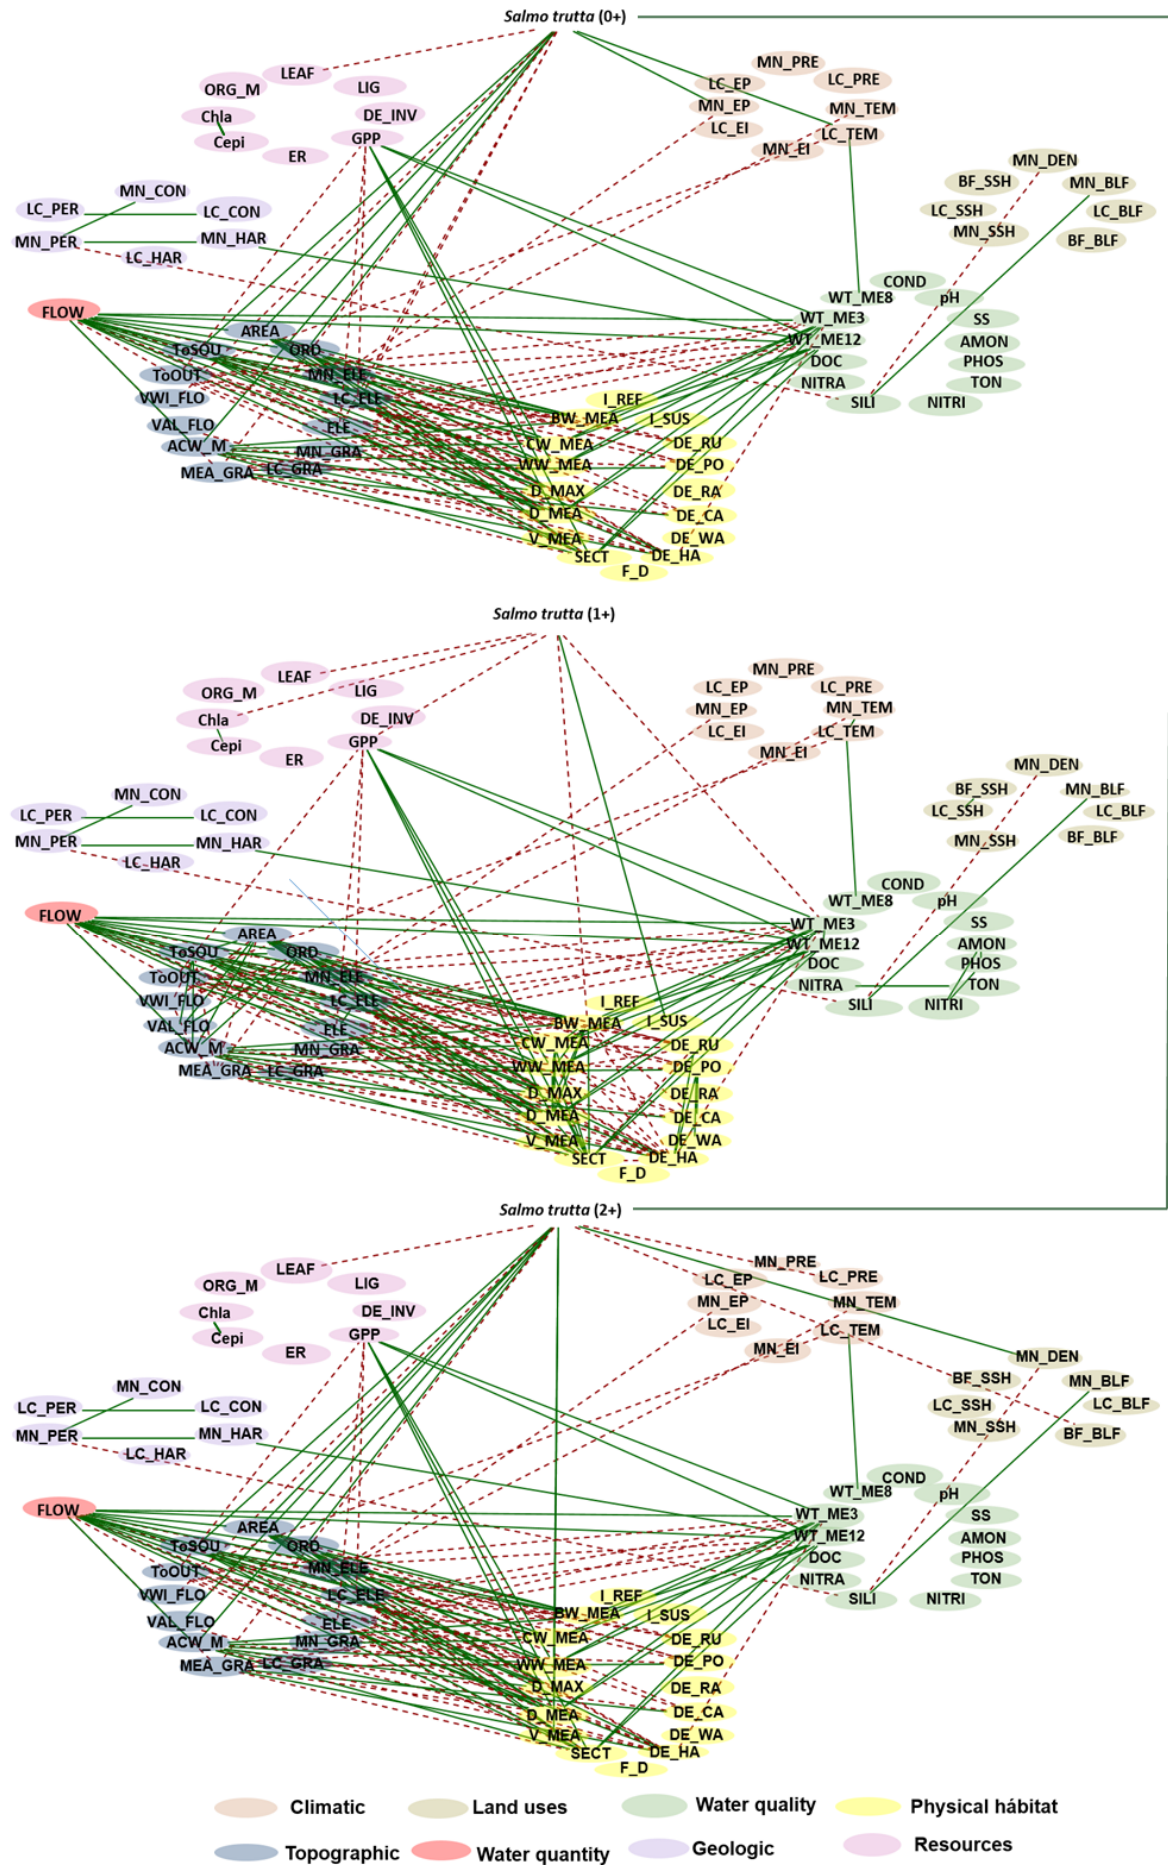 Salmo trutta (0+)
MN_PRE
LEAF
LC_EP
LC_PRE
ORG_M
LIG
MN_EP
MN_TEM
Chla
DE_INV
LC_EI
LC_TEM
Cepi
GPP
MN_EI
ER
MN_DEN
BF_SSH
MN_BLF
MN_CON
LC_PER
LC_CON
LC_SSH
LC_BLF
MN_PER
MN_HAR
MN_SSH
BF_BLF
LC_HAR
COND
WT_ME8
pH
FLOW
WT_ME3
SS
AREA
WT_ME12
AMON
ToSOU
ORD
DOC
PHOS
ToOUT
MN_ELE
NITRA
TON
VWI_FLO
LC_ELE
I_REF
SILI
NITRI
VAL_FLO
ELE
BW_MEA
I_SUS
ACW_M
MN_GRA
CW_MEA
DE_RU
MEA_GRA
LC_GRA
WW_MEA
DE_PO
D_MAX
DE_RA
D_MEA
DE_CA
V_MEA
DE_WA
SECT
DE_HA
F_D
Salmo trutta (1+)
MN_PRE
LEAF
LC_EP
LC_PRE
ORG_M
LIG
MN_EP
MN_TEM
Chla
DE_INV
LC_EI
LC_TEM
Cepi
GPP
MN_EI
ER
MN_DEN
BF_SSH
MN_BLF
MN_CON
LC_PER
LC_CON
LC_SSH
LC_BLF
MN_PER
MN_HAR
MN_SSH
BF_BLF
LC_HAR
COND
WT_ME8
pH
FLOW
WT_ME3
SS
AREA
WT_ME12
AMON
ToSOU
ORD
DOC
PHOS
ToOUT
MN_ELE
NITRA
TON
VWI_FLO
LC_ELE
I_REF
SILI
NITRI
VAL_FLO
ELE
BW_MEA
I_SUS
ACW_M
MN_GRA
CW_MEA
DE_RU
MEA_GRA
LC_GRA
WW_MEA
DE_PO
D_MAX
DE_RA
D_MEA
DE_CA
V_MEA
DE_WA
SECT
DE_HA
F_D
Salmo trutta (2+)
MN_PRE
LEAF
LC_EP
LC_PRE
ORG_M
LIG
MN_EP
MN_TEM
Chla
DE_INV
LC_EI
LC_TEM
Cepi
GPP
MN_EI
ER
MN_DEN
BF_SSH
MN_BLF
MN_CON
LC_PER
LC_CON
LC_SSH
LC_BLF
MN_PER
MN_HAR
MN_SSH
BF_BLF
LC_HAR
COND
WT_ME8
pH
FLOW
WT_ME3
SS
AREA
WT_ME12
AMON
ToSOU
ORD
DOC
PHOS
ToOUT
MN_ELE
NITRA
TON
VWI_FLO
LC_ELE
I_REF
SILI
NITRI
VAL_FLO
ELE
BW_MEA
I_SUS
ACW_M
MN_GRA
CW_MEA
DE_RU
MEA_GRA
LC_GRA
WW_MEA
DE_PO
D_MAX
DE_RA
D_MEA
DE_CA
V_MEA
DE_WA
SECT
DE_HA
F_D
Climatic
Land uses
Water quality
Physical hábitat
Topographic
Water quantity
Geologic
Resources